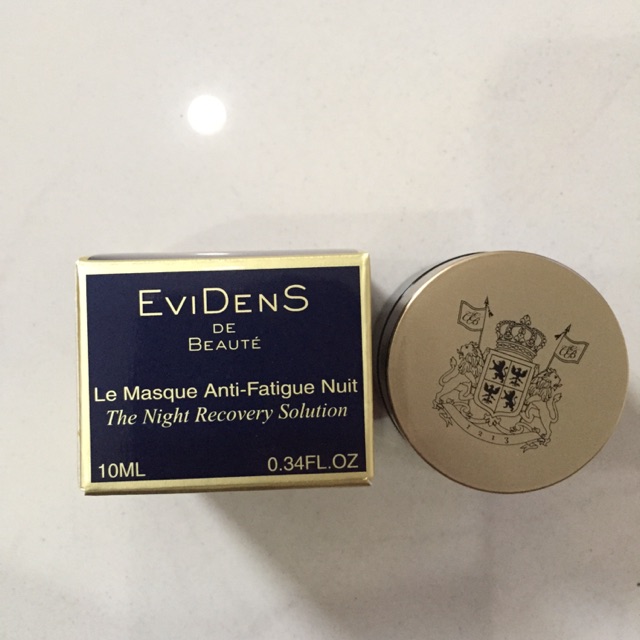 EviDenS
DE
Beauté
Le Masque Anti-Fatigue Nuit
The Night Recovery Solution
10ML 0.34FL.OZ